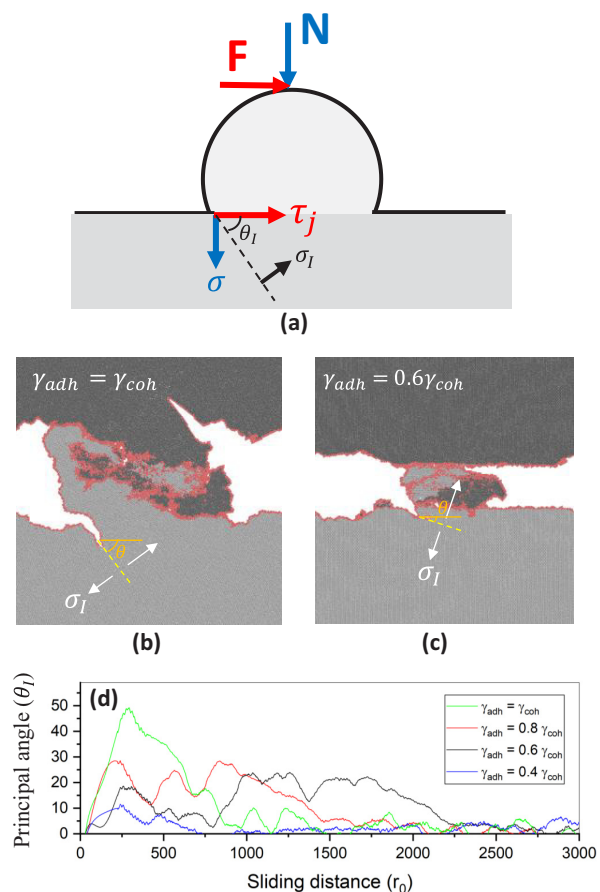 N
F
τj
θI
σI
σ
(a)
γadh = γcoh
γadh = 0.6γcoh
θ
σI
θ
σI
(b)
(c)
(d)
Principal angle (θI)
50
40
30
20
10
0
γadh = γcoh
γadh = 0.8 γcoh
γadh = 0.6 γcoh
γadh = 0.4 γcoh
0 500 1000 1500 2000 2500 3000
Sliding distance (r0)